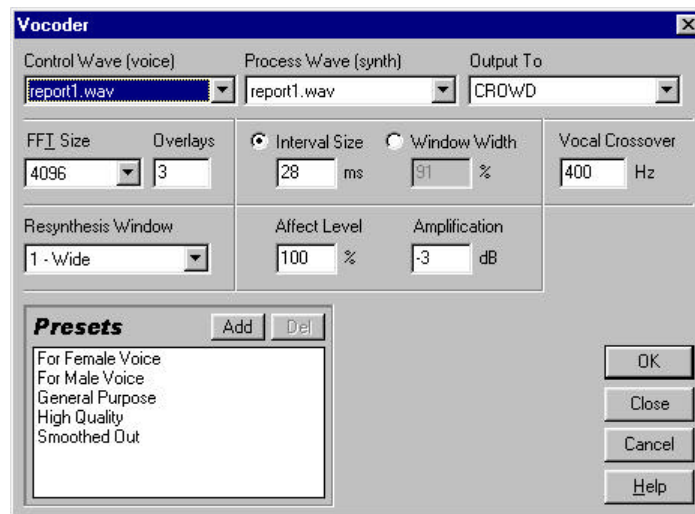 Vocoder
Control Wave (voice) Process Wave (synth) Output To
report1.wav report1.wav CROWD
FFT Size Overlays Interval Size Window Width Vocal Crossover
4096 3 28 ms 91 % 400 Hz
Resynthesis Window Affect Level Amplification
1 - Wide 100 % -3 dB
Presets Add Del
For Female Voice
For Male Voice
General Purpose
High Quality
Smoothed Out
OK
Close
Cancel
Help